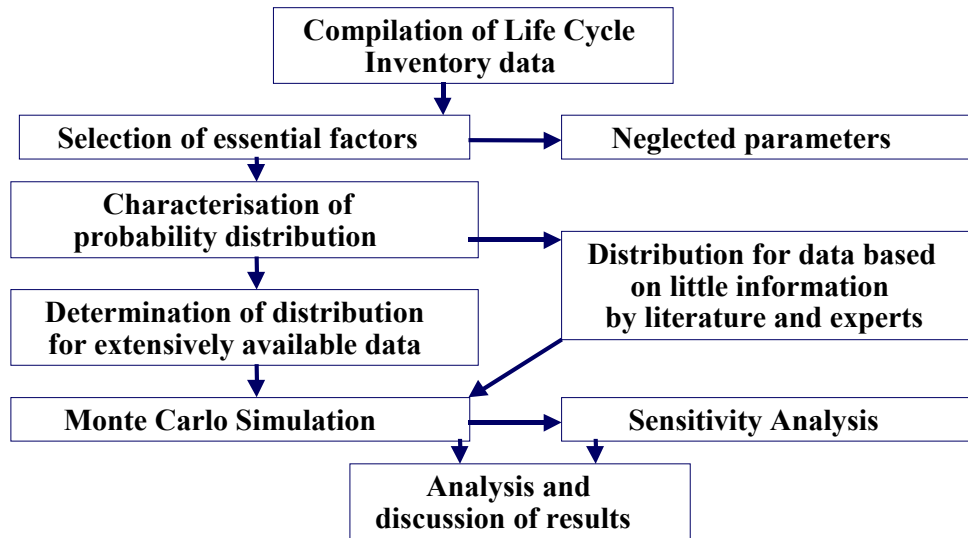 Compilation of Life Cycle
Inventory data
Selection of essential factors
Neglected parameters
Characterisation of
probability distribution
Distribution for data based
on little information
by literature and experts
Determination of distribution
for extensively available data
Monte Carlo Simulation
Sensitivity Analysis
Analysis and
discussion of results